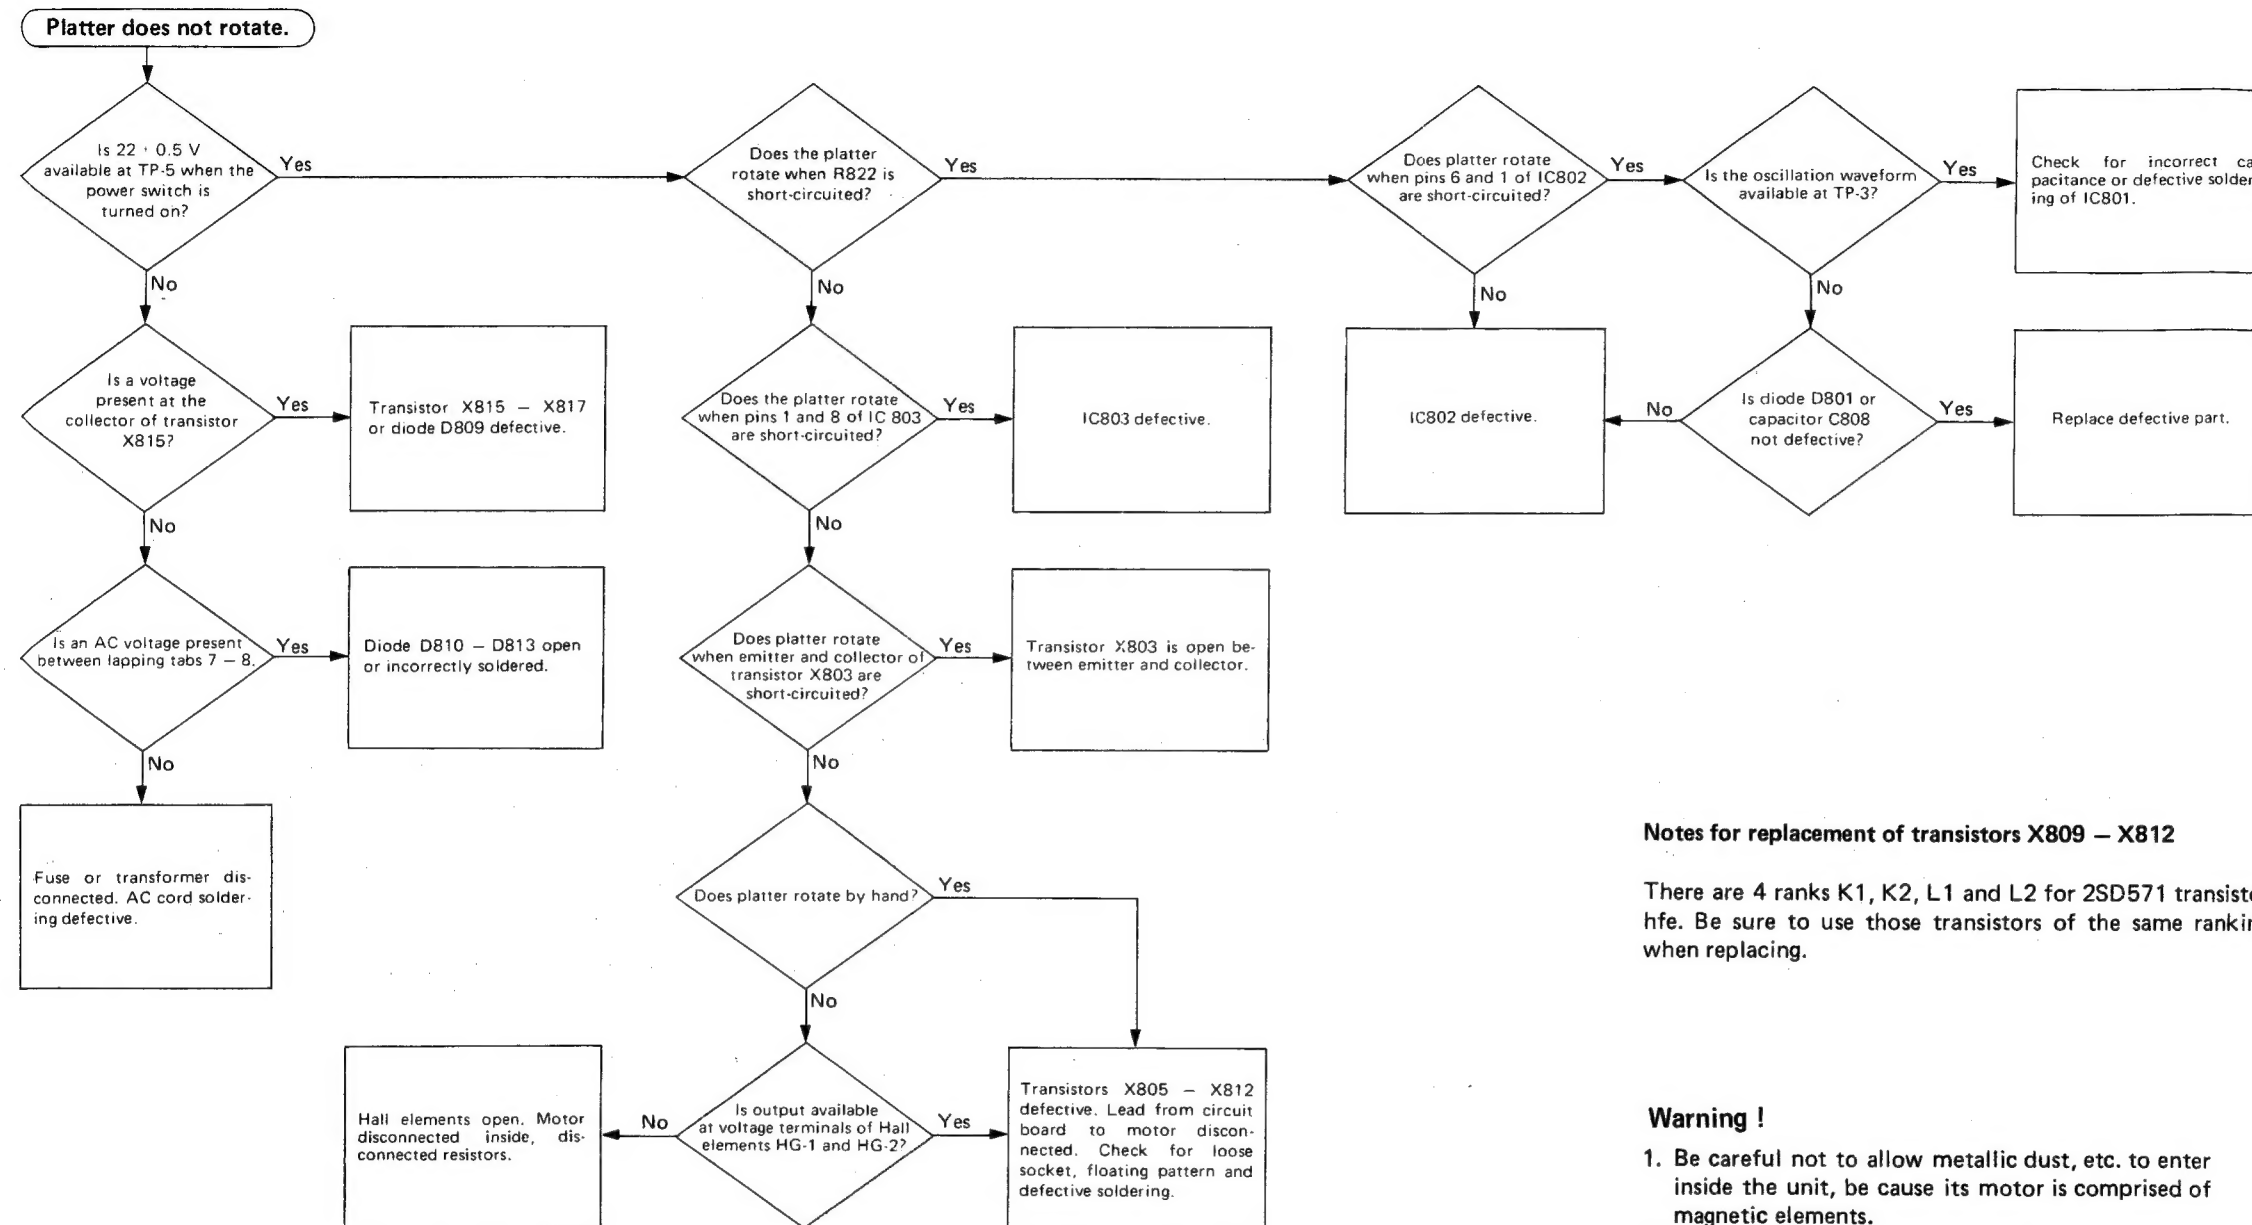 Platter does not rotate.
Is 22 + 0.5 V
available at TP-5 when the
power switch is
turned on?
Yes
No
Does the platter
rotate when R822 is
short-circuited?
Yes
No
Does platter rotate
when pins 6 and 1 of IC802
are short-circuited?
Yes
No
Is the oscillation waveform
available at TP-3?
Yes
No
Check for incorrect ca
pacitance or defective solder
ing of IC801.
Is a voltage
present at the
collector of transistor
X815?
Yes
No
Transistor X815 – X817
or diode D809 defective.
Does the platter rotate
when pins 1 and 8 of IC 803
are short-circuited?
Yes
No
IC803 defective.
IC802 defective.
No
Is diode D801 or
capacitor C808
not defective?
Yes
Replace defective part.
Is an AC voltage present
between lapping tabs 7 – 8.
Yes
No
Diode D810 – D813 open
or incorrectly soldered.
Does platter rotate
when emitter and collector of
transistor X803 are
short-circuited?
Yes
No
Transistor X803 is open be-
tween emitter and collector.
Fuse or transformer dis-
connected. AC cord solder-
ing defective.
Does platter rotate by hand?
Yes
No
Hall elements open. Motor
disconnected inside, dis-
connected resistors.
No
Is output available
at voltage terminals of Hall
elements HG-1 and HG-2?
Yes
Transistors X805 – X812
defective. Lead from circuit
board to motor discon-
nected. Check for loose
socket, floating pattern and
defective soldering.
Notes for replacement of transistors X809 – X812
There are 4 ranks K1, K2, L1 and L2 for 2SD571 transisto
hfe. Be sure to use those transistors of the same rankin
when replacing.
Warning !
1. Be careful not to allow metallic dust, etc. to enter
inside the unit, be cause its motor is comprised of
magnetic elements.